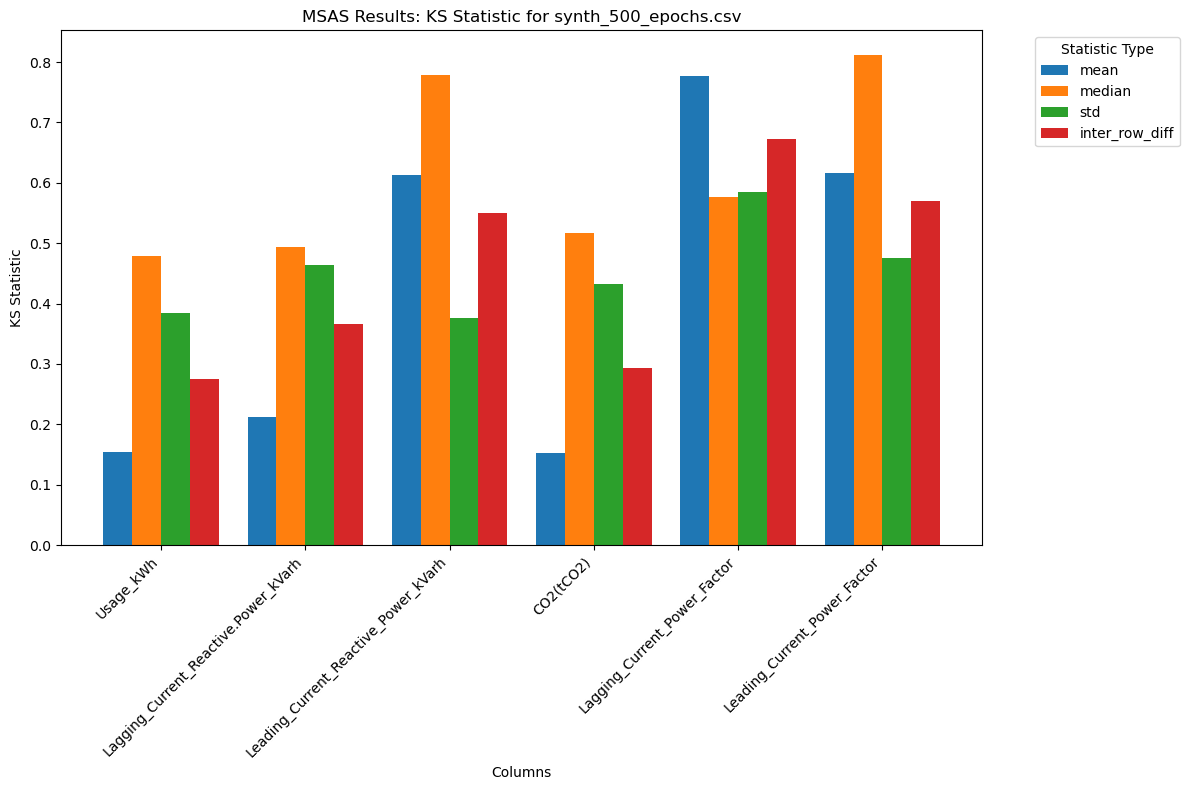 MSAS Results: KS Statistic for synth_500_epochs.csv
Statistic Type
mean
median
std
inter_row_diff
KS Statistic
0.8
0.7
0.6
0.5
0.4
0.3
0.2
0.1
0.0
Usage_kWh
Lagging_Current_Reactive.Power_kVarh
Leading_Current_Reactive_Power_kVarh
CO2(tCO2)
Lagging_Current_Power_Factor
Leading_Current_Power_Factor
Columns